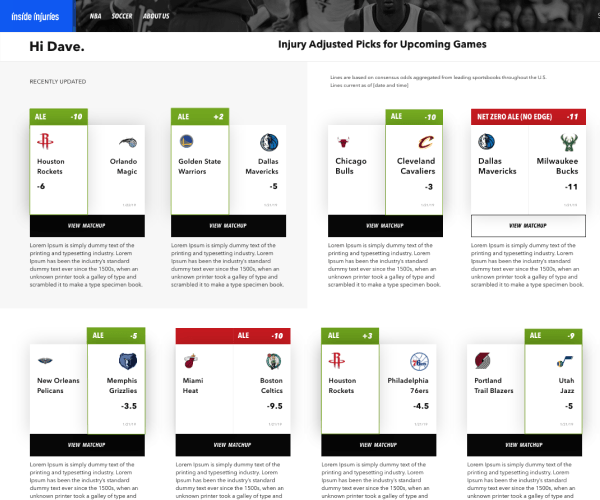 inside injuries
NBA SOCCER ABOUT US
Hi Dave.
Injury Adjusted Picks for Upcoming Games
RECENTLY UPDATED
Lines are based on consensus odds aggregated from leading sportsbooks throughout the U.S.
Lines current as of [date and time]
ALE -10
Houston
Rockets
-6
Orlando
Magic
VIEW MATCHUP
Lorem Ipsum is simply dummy text of the
printing and typesetting industry. Lorem
Ipsum has been the industry's standard
dummy text ever since the 1500s, when an
unknown printer took a galley of type and
scrambled it to make a type specimen book.
ALE +2
Golden State
Warriors
Dallas
Mavericks
-5
VIEW MATCHUP
Lorem Ipsum is simply dummy text of the
printing and typesetting industry. Lorem
Ipsum has been the industry's standard
dummy text ever since the 1500s, when an
unknown printer took a galley of type and
scrambled it to make a type specimen book.
ALE -10
Chicago
Bulls
Cleveland
Cavaliers
-3
VIEW MATCHUP
Lorem Ipsum is simply dummy text of the
printing and typesetting industry. Lorem
Ipsum has been the industry's standard
dummy text ever since the 1500s, when an
unknown printer took a galley of type and
scrambled it to make a type specimen book.
NET ZERO ALE (NO EDGE) -11
Dallas
Mavericks
Milwaukee
Bucks
-11
VIEW MATCHUP
Lorem Ipsum is simply dummy text of the
printing and typesetting industry. Lorem
Ipsum has been the industry's standard
dummy text ever since the 1500s, when an
unknown printer took a galley of type and
scrambled it to make a type specimen book.
ALE -5
New Orleans
Pelicans
Memphis
Grizzlies
-3.5
VIEW MATCHUP
Lorem Ipsum is simply dummy text of the
printing and typesetting industry. Lorem
Ipsum has been the industry's standard
dummy text ever since the 1500s, when an
unknown printer took a galley of type and
ALE -10
Miami
Heat
Boston
Celtics
-9.5
VIEW MATCHUP
Lorem Ipsum is simply dummy text of the
printing and typesetting industry. Lorem
Ipsum has been the industry's standard
dummy text ever since the 1500s, when an
unknown printer took a galley of type and
ALE +3
Houston
Rockets
Philadelphia
76ers
-4.5
VIEW MATCHUP
Lorem Ipsum is simply dummy text of the
printing and typesetting industry. Lorem
Ipsum has been the industry's standard
dummy text ever since the 1500s, when an
unknown printer took a galley of type and
ALE -9
Portland
Trail Blazers
Utah
Jazz
-5
VIEW MATCHUP
Lorem Ipsum is simply dummy text of the
printing and typesetting industry. Lorem
Ipsum has been the industry's standard
dummy text ever since the 1500s, when an
unknown printer took a galley of type and